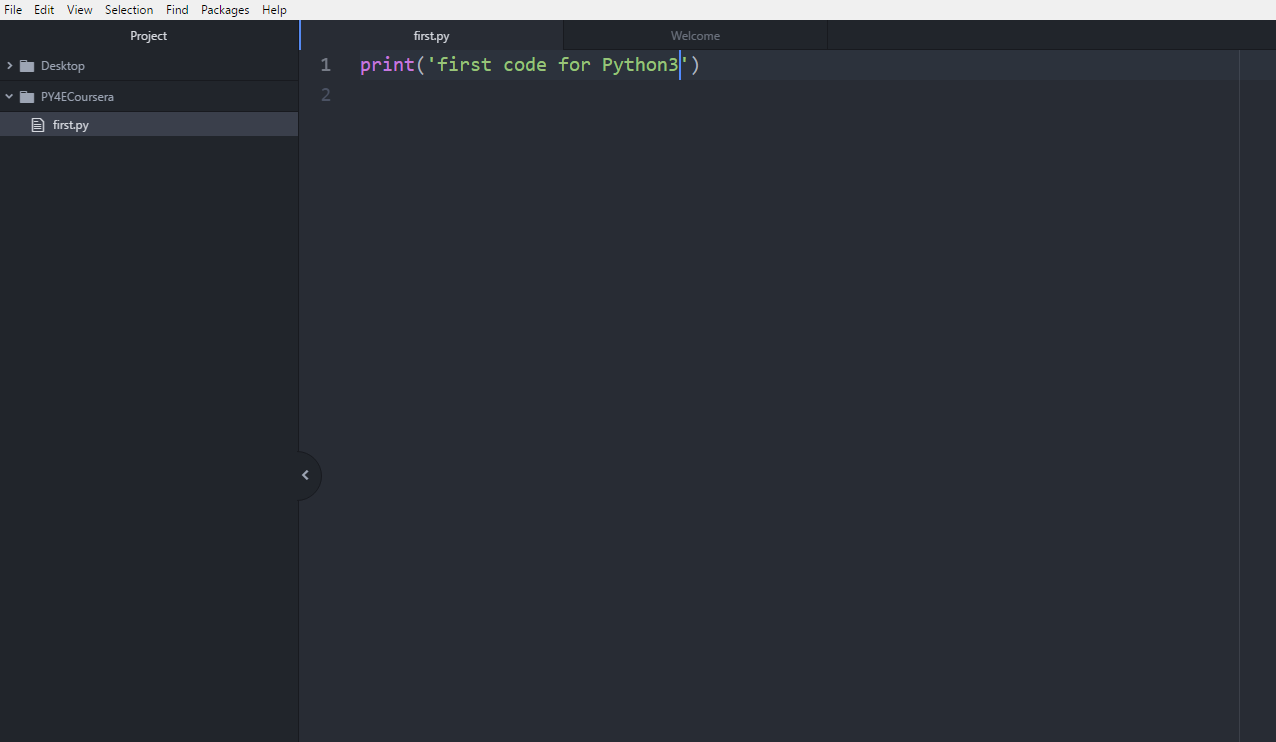 File Edit View Selection Find Packages Help
Project
Desktop
PY4ECoursera
first.py
first.py Welcome
1 print('first code for Python3')
2